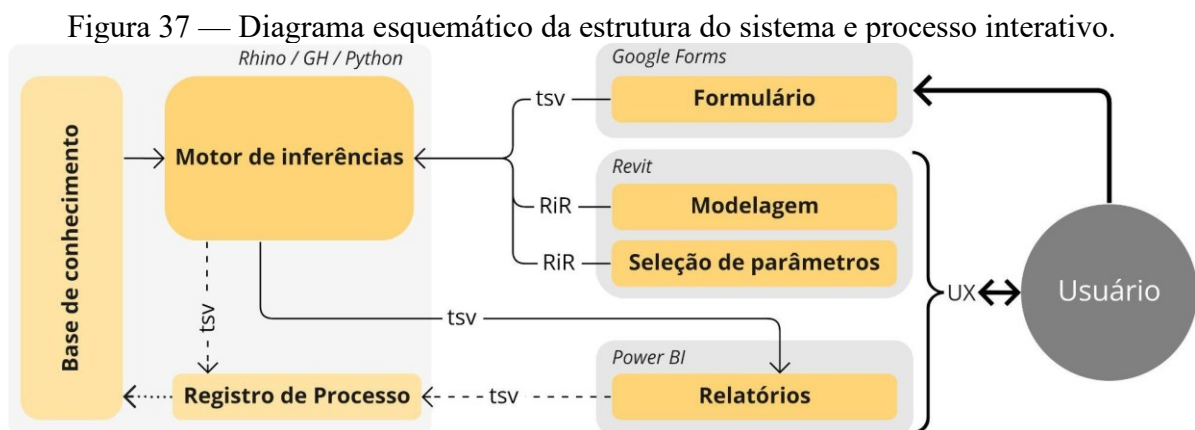 Figura 37 — Diagrama esquemático da estrutura do sistema e processo interativo.
Rhino / GH / Python
Base de conhecimento
Motor de inferências
tsv
Google Forms
Formulário
Revit
RiR
Modelagem
RiR
Seleção de parâmetros
UX
Usuário
tsv
tsv
Power BI
Registro de Processo
tsv
Relatórios